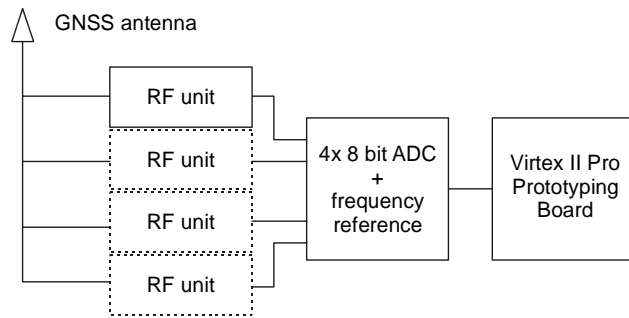 GNSS antenna
RF unit
RF unit
RF unit
RF unit
4x 8 bit ADC
+
frequency
reference
Virtex II Pro
Prototyping
Board